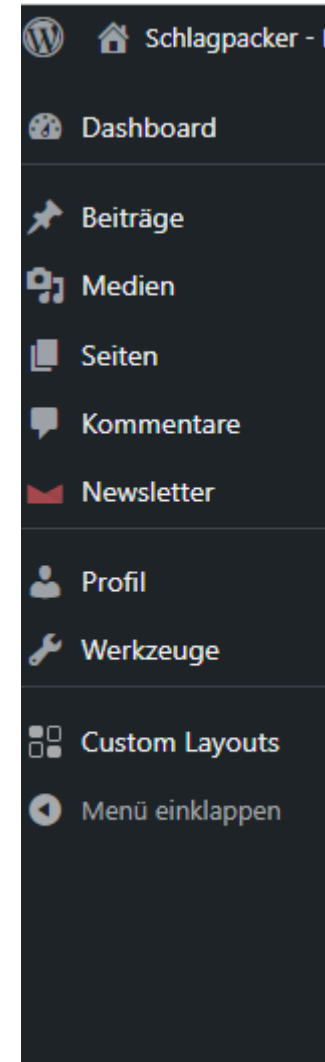 Schlagpacker -
Dashboard
Beiträge
Medien
Seiten
Kommentare
Newsletter
Profil
Werkzeuge
Custom Layouts
Menü einklappen